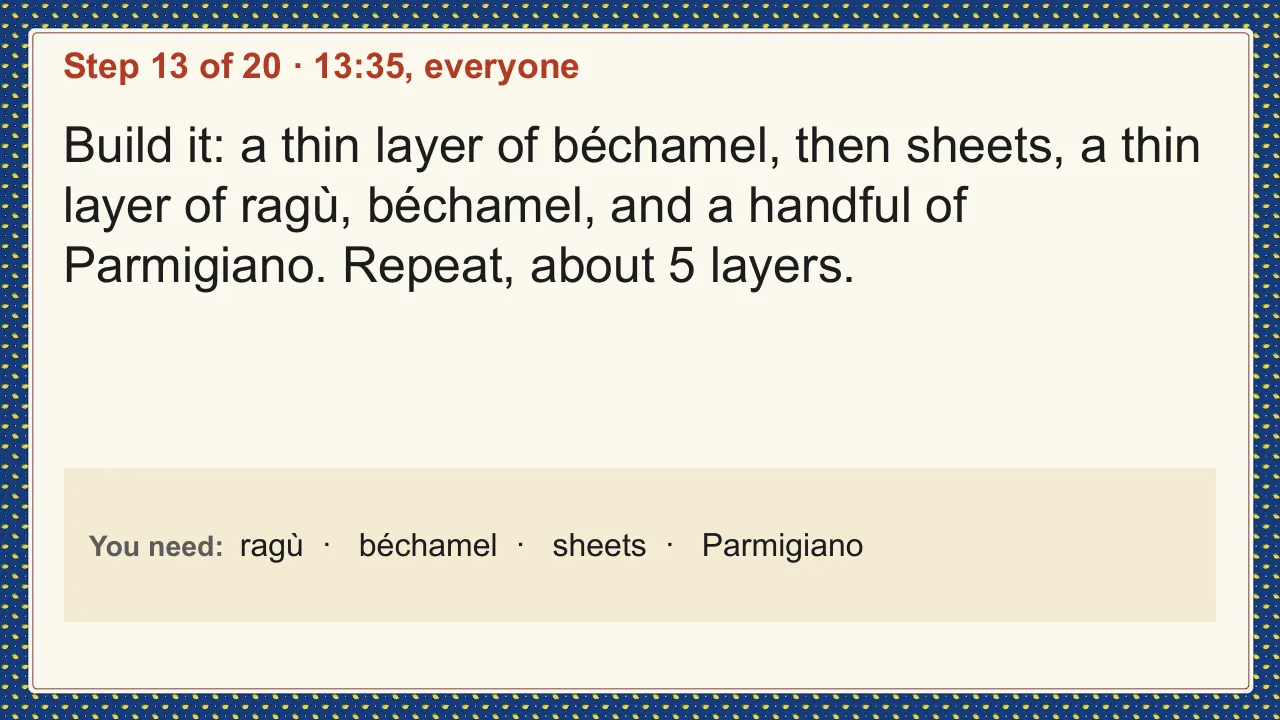 Step 13 of 20 · 13:35, everyone
Build it: a thin layer of béchamel, then sheets, a thin
layer of ragù, béchamel, and a handful of
Parmigiano. Repeat, about 5 layers.
You need: ragù · béchamel · sheets · Parmigiano